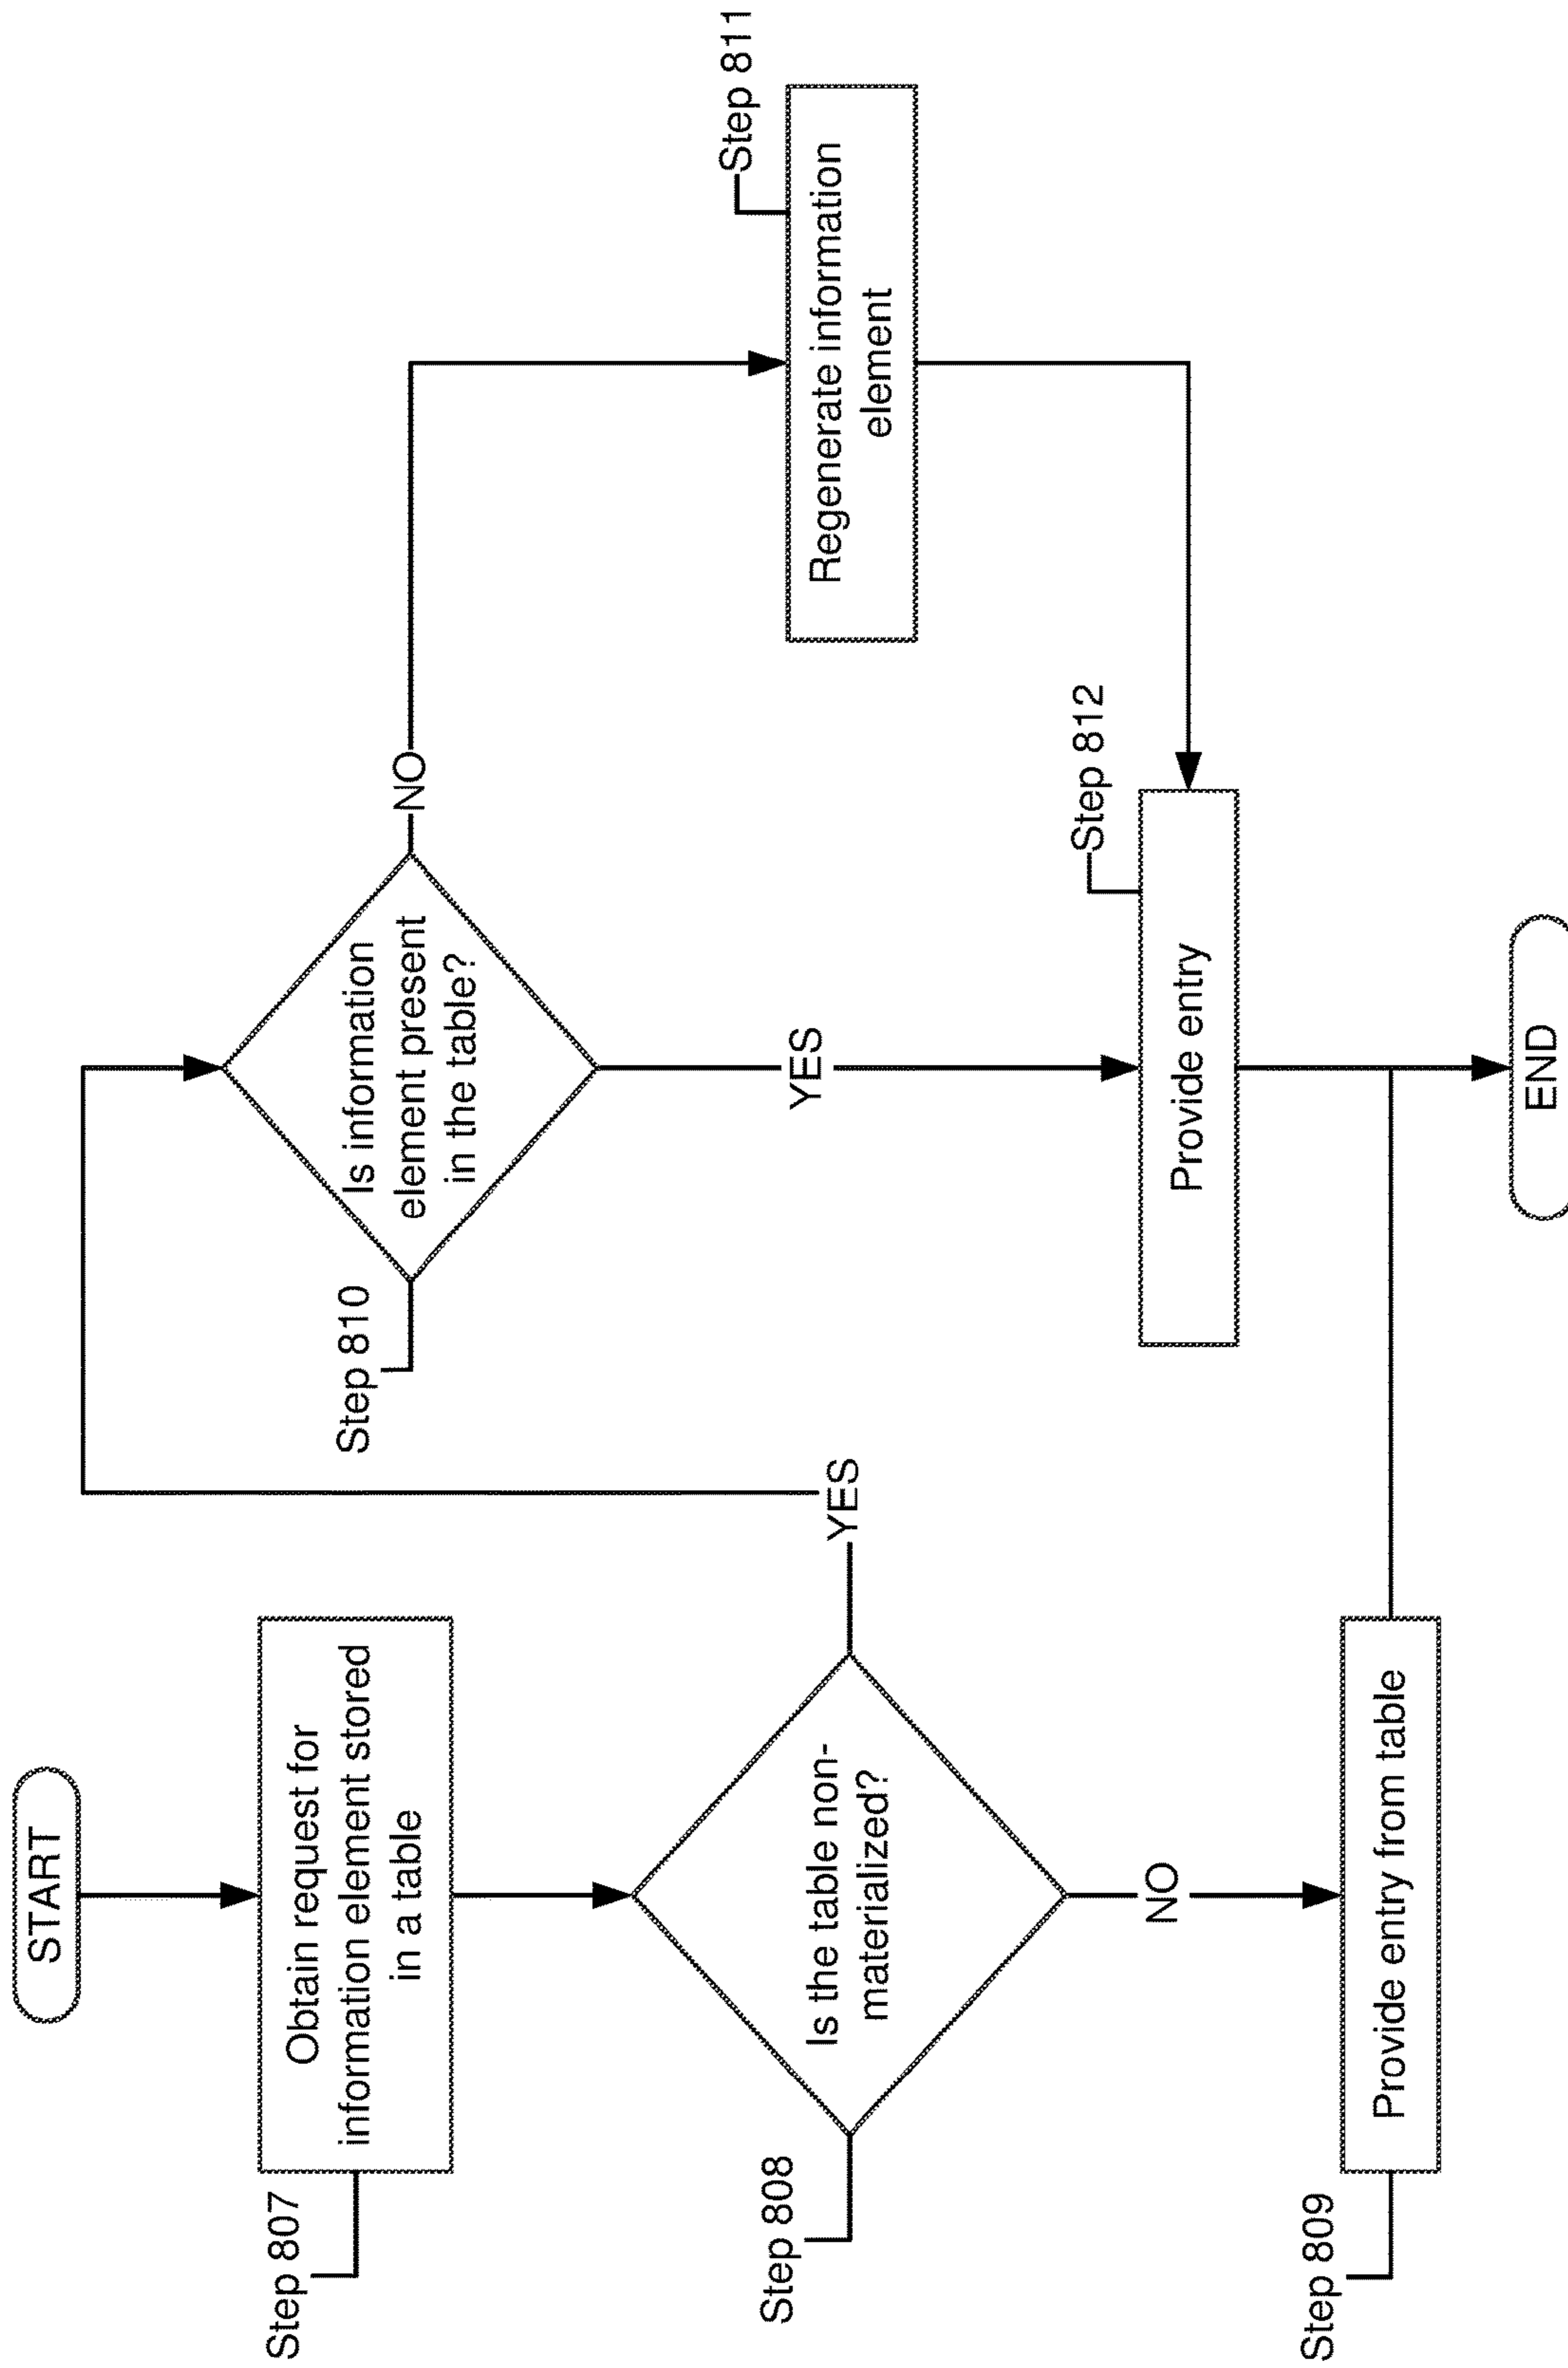 START
Step 807
Obtain request for
information element stored
in a table
Step 808
Is the table non-
materialized?
YES
NO
Step 809
Provide entry from table
Step 810
Is information
element present
in the table?
NO
YES
Step 811
Regenerate information
element
Step 812
Provide entry
END